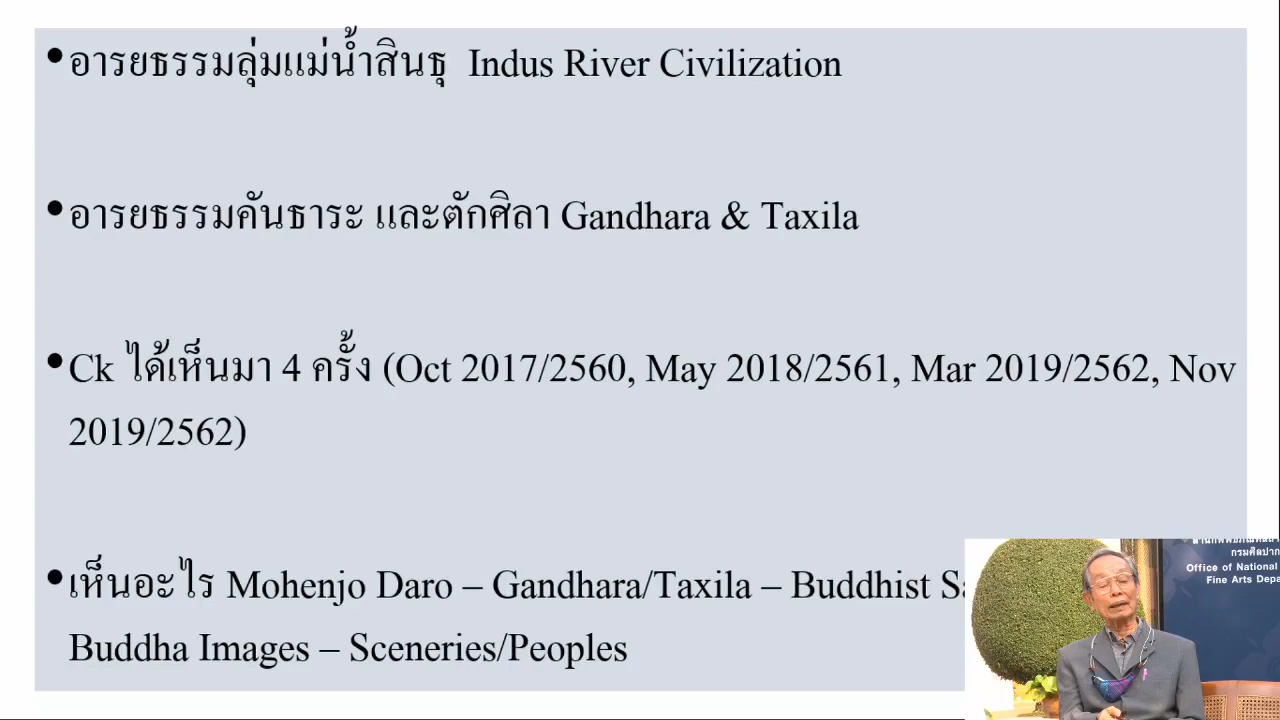 •อารยธรรมลุ่มแม่น้ำสินธุ  Indus River Civilization
•อารยธรรมคันธาระ และตักศิลา Gandhara & Taxila
•Ck ได้เห็นมา 4 ครั้ง (Oct 2017/2560, May 2018/2561, Mar 2019/2562, Nov
2019/2562)
•เห็นอะไร Mohenjo Daro – Gandhara/Taxila – Buddhist
Buddha Images – Sceneries/Peoples
Office of National
Fine Arts